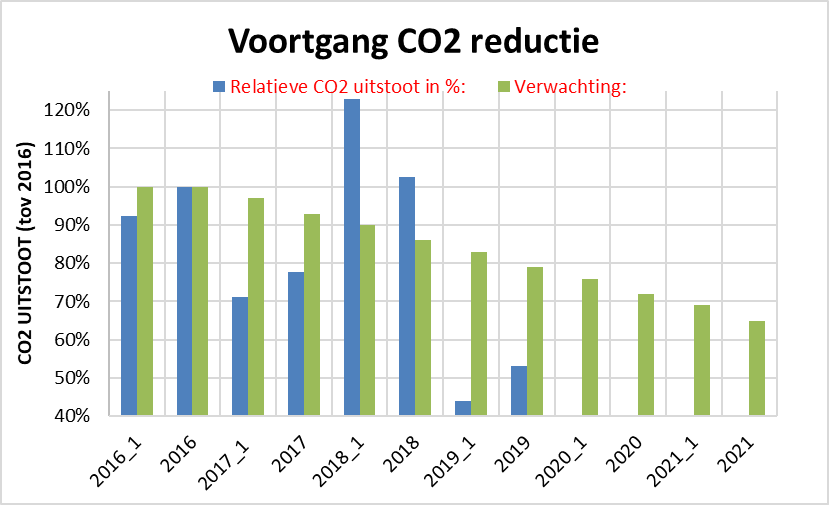 Voortgang CO2 reductie
Relatieve CO2 uitstoot in %: Verwachting:
CO2 UITSTOOT (tov 2016)
120%
110%
100%
90%
80%
70%
60%
50%
40%
2016_1 2016 2017_1 2017 2018_1 2018 2019_1 2019 2020_1 2020 2021_1 2021